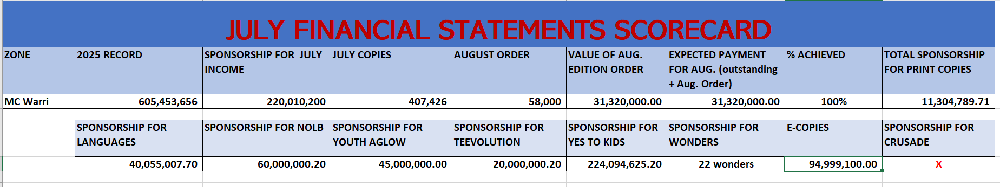 JULY FINANCIAL STATEMENTS SCORECARD
ZONE 2025 RECORD SPONSORSHIP FOR JULY INCOME JULY COPIES AUGUST ORDER VALUE OF AUG. EDITION ORDER EXPECTED PAYMENT FOR AUG. (outstanding + Aug. Order) % ACHIEVED TOTAL SPONSORSHIP FOR PRINT COPIES
MC Warri 605,453,656 220,010,200 407,426 58,000 31,320,000.00 31,320,000.00 100% 11,304,789.71
SPONSORSHIP FOR LANGUAGES SPONSORSHIP FOR NOLB SPONSORSHIP FOR YOUTH AGLOW SPONSORSHIP FOR TEEVOLUTION SPONSORSHIP FOR YES TO KIDS SPONSORSHIP FOR WONDERS E-COPIES SPONSORSHIP FOR CRUSADE
40,055,007.70 60,000,000.20 45,000,000.00 20,000,000.20 224,094,625.20 22 wonders 94,999,100.00 X